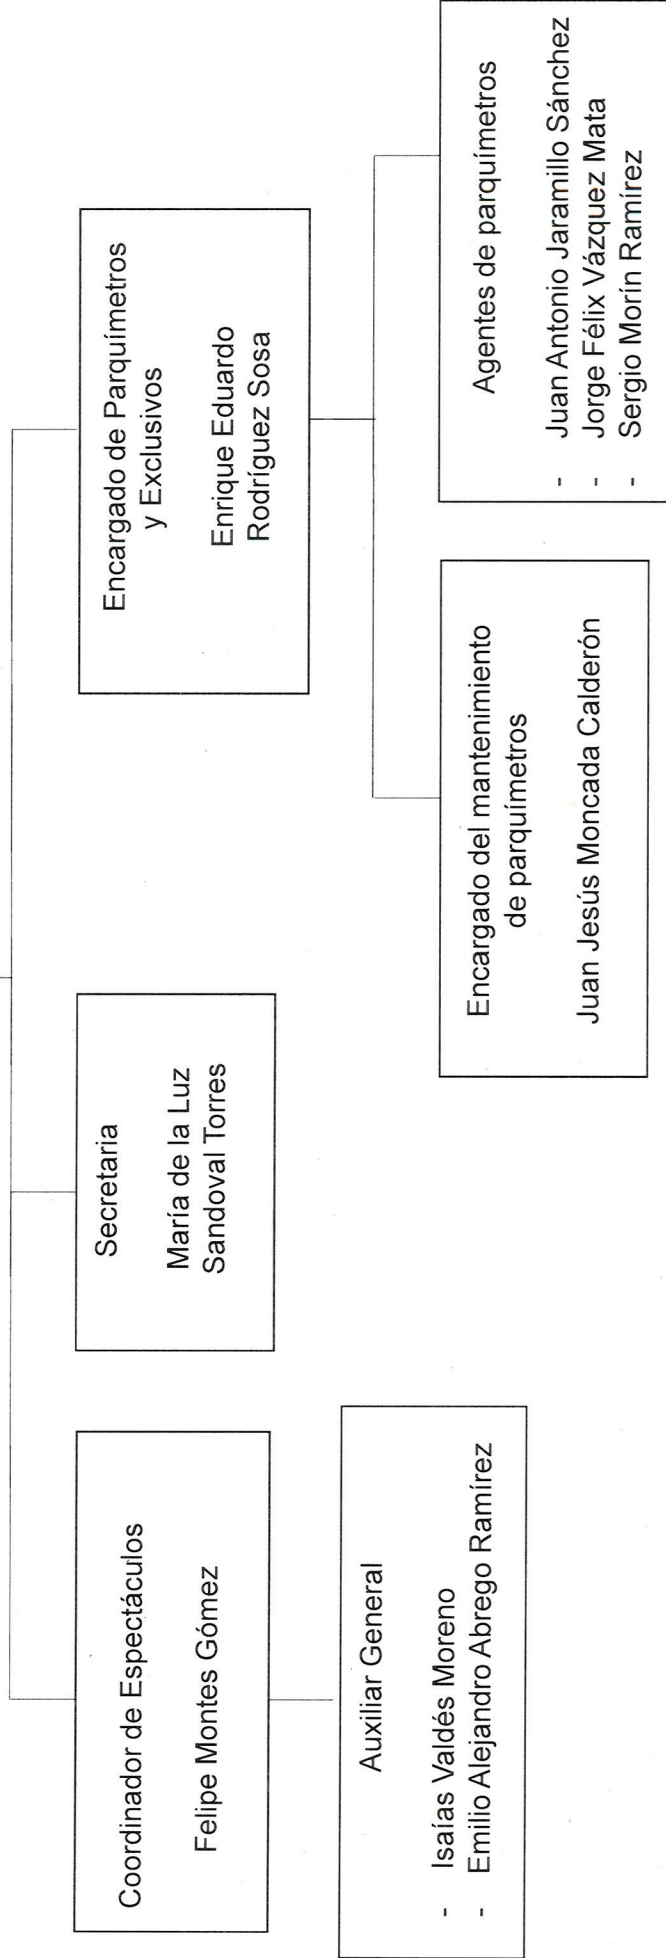 Coordinador de Espectáculos
Felipe Montes Gómez
Auxiliar General
- Isaías Valdés Moreno
- Emilio Alejandro Abrego Ramírez
Secretaria
María de la Luz
Sandoval Torres
Encargado de Parquímetros
y Exclusivos
Enrique Eduardo
Rodríguez Sosa
Encargado del mantenimiento
de parquímetros
Juan Jesús Moncada Calderón
Agentes de parquímetros
- Juan Antonio Jaramillo Sánchez
- Jorge Félix Vázquez Mata
- Sergio Morín Ramírez